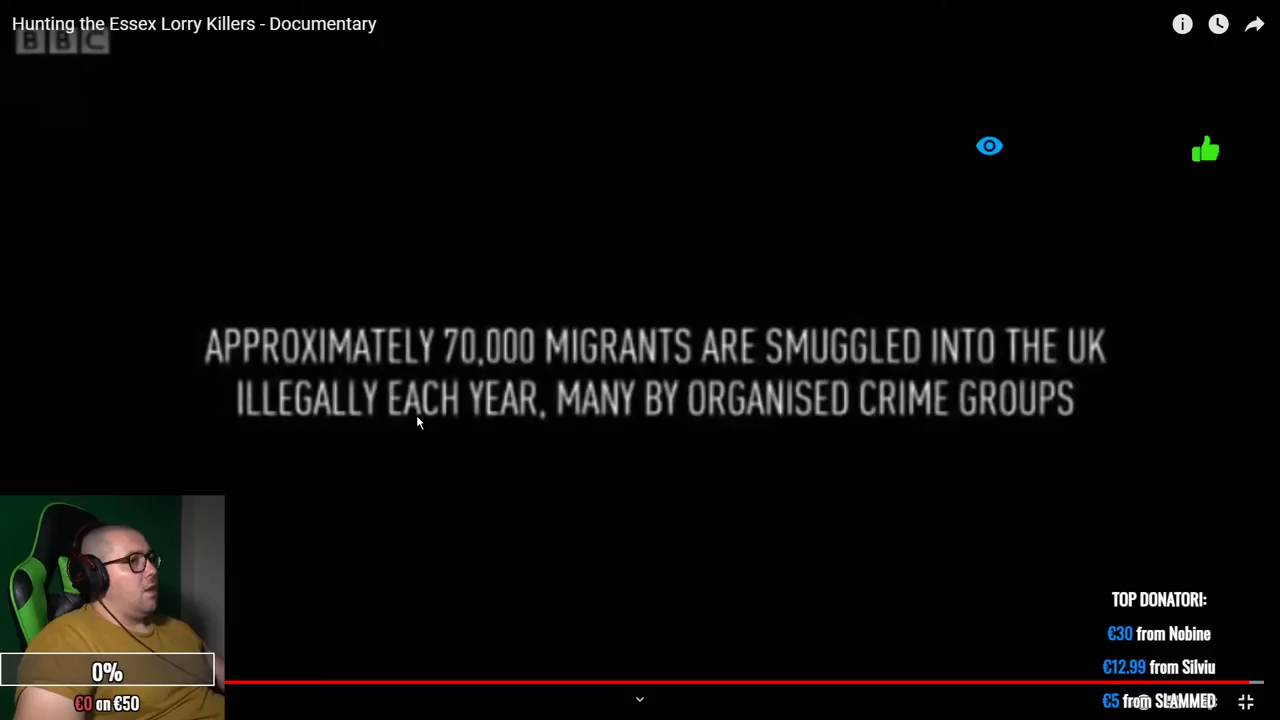 Hunting the Essex Lorry Killers - Documentary
BBC
APPROXIMATELY 70,000 MIGRANTS ARE SMUGGLED INTO THE UK
ILLEGALLY EACH YEAR, MANY BY ORGANISED CRIME GROUPS
TOP DONATORI:
€30 from Nobine
€12.99 from Silviu
€5 from SLAMMED
0%
€0 on €50